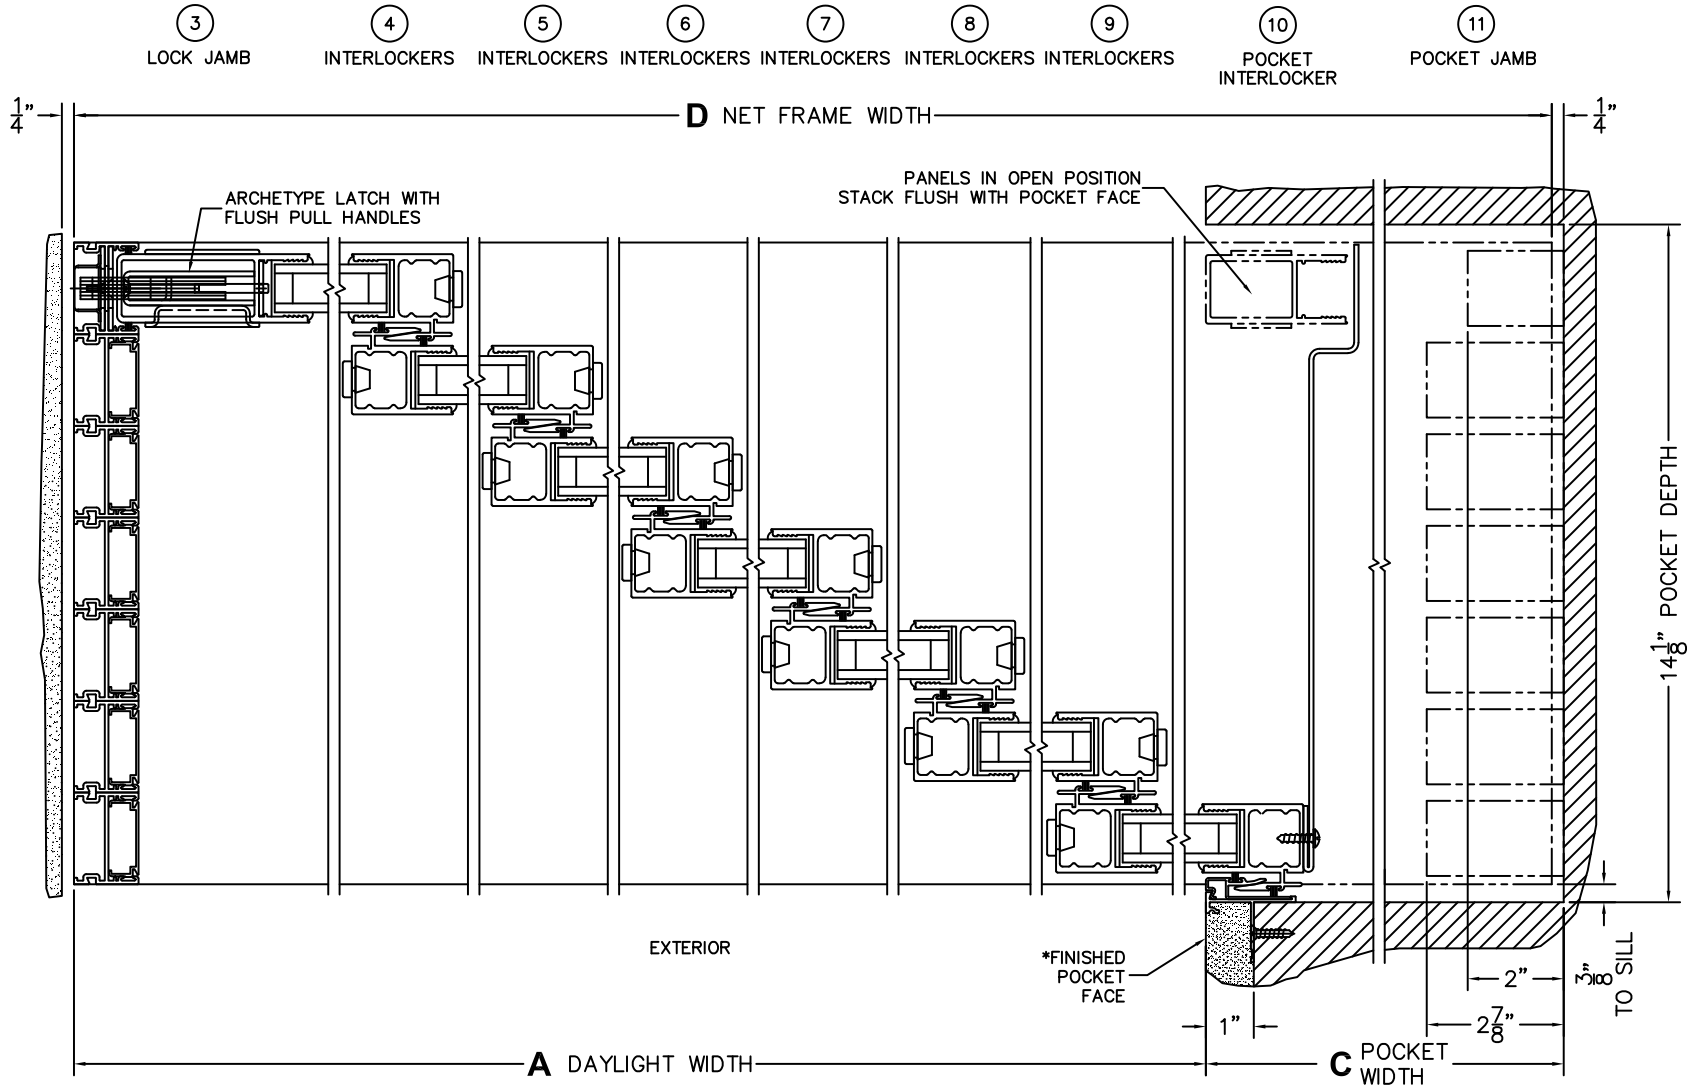 3
LOCK JAMB
4
INTERLOCKERS
5
INTERLOCKERS
6
INTERLOCKERS
7
INTERLOCKERS
8
INTERLOCKERS
9
INTERLOCKERS
10
POCKET
INTERLOCKER
11
POCKET JAMB
1/4"
D NET FRAME WIDTH
1/4"
ARCHETYPE LATCH WITH
FLUSH PULL HANDLES
PANELS IN OPEN POSITION
STACK FLUSH WITH POCKET FACE
14 1/8" POCKET DEPTH
EXTERIOR
*FINISHED
POCKET
FACE
2"
3/8"
TO SILL
1"
2 7/8"
A DAYLIGHT WIDTH
C POCKET
WIDTH